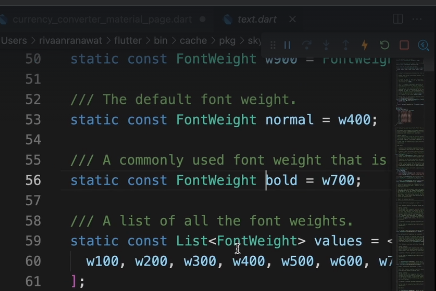 currency_converter_material_page.dart text.dart
Users > rivaanranawat > flutter > bin > cache > pkg > sky
50 static const FontWeight w900 = FontWeigh
51
52 /// The default font weight.
53 static const FontWeight normal = w400;
54
55 /// A commonly used font weight that is
56 static const FontWeight bold = w700;
57
58 /// A list of all the font weights.
59 static const List<FontWeight> values = <
60 w100, w200, w300, w400, w500, w600, w7
61 ];